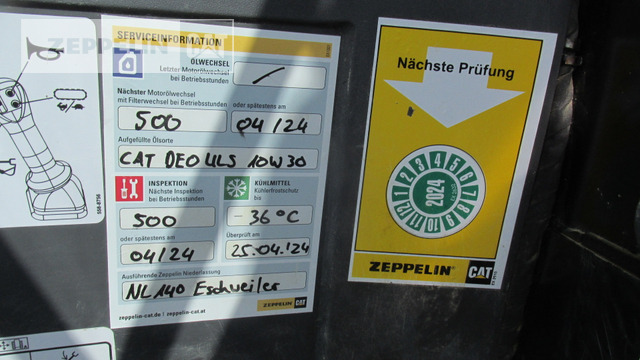 ZEPPELIN CAT
SERVICEINFORMATION
ÖLWECHSEL
Letzter Motorölwechsel
bei Betriebsstunden
Nächster Motorölwechsel
mit Filterwechsel bei Betriebsstunden
oder spätestens am
500
04/24
Aufgefüllte Ölsorte
CAT DEO ULS 10W30
INSPEKTION
Nächste Inspektion
bei Betriebsstunden
KÜHLMITTEL
Kühlerfrostschutz
bis
500
-36°C
oder spätestens am
Überprüft am
04/24
25.04.'24
Ausführende Zeppelin Niederlassung
NL 140 Eschweiler
ZEPPELIN CAT
zeppelin-cat.de | zeppelin-cat.at
558-8756
Nächste Prüfung
2024
1 2 3 4 5 6 7 8 9 10 11 12
ZEPPELIN CAT